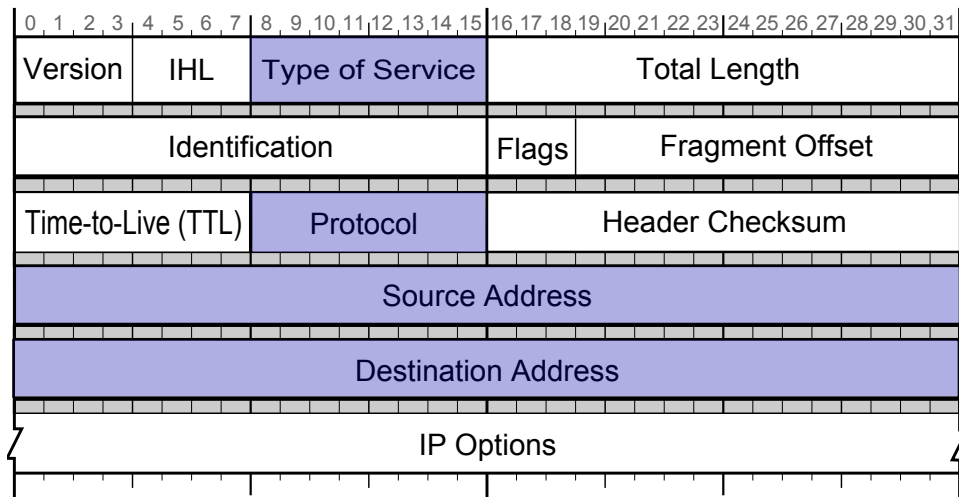 0 1 2 3 4 5 6 7 8 9 10 11 12 13 14 15 16 17 18 19 20 21 22 23 24 25 26 27 28 29 30 31
Version IHL Type of Service Total Length
Identification Flags Fragment Offset
Time-to-Live (TTL) Protocol Header Checksum
Source Address
Destination Address
IP Options